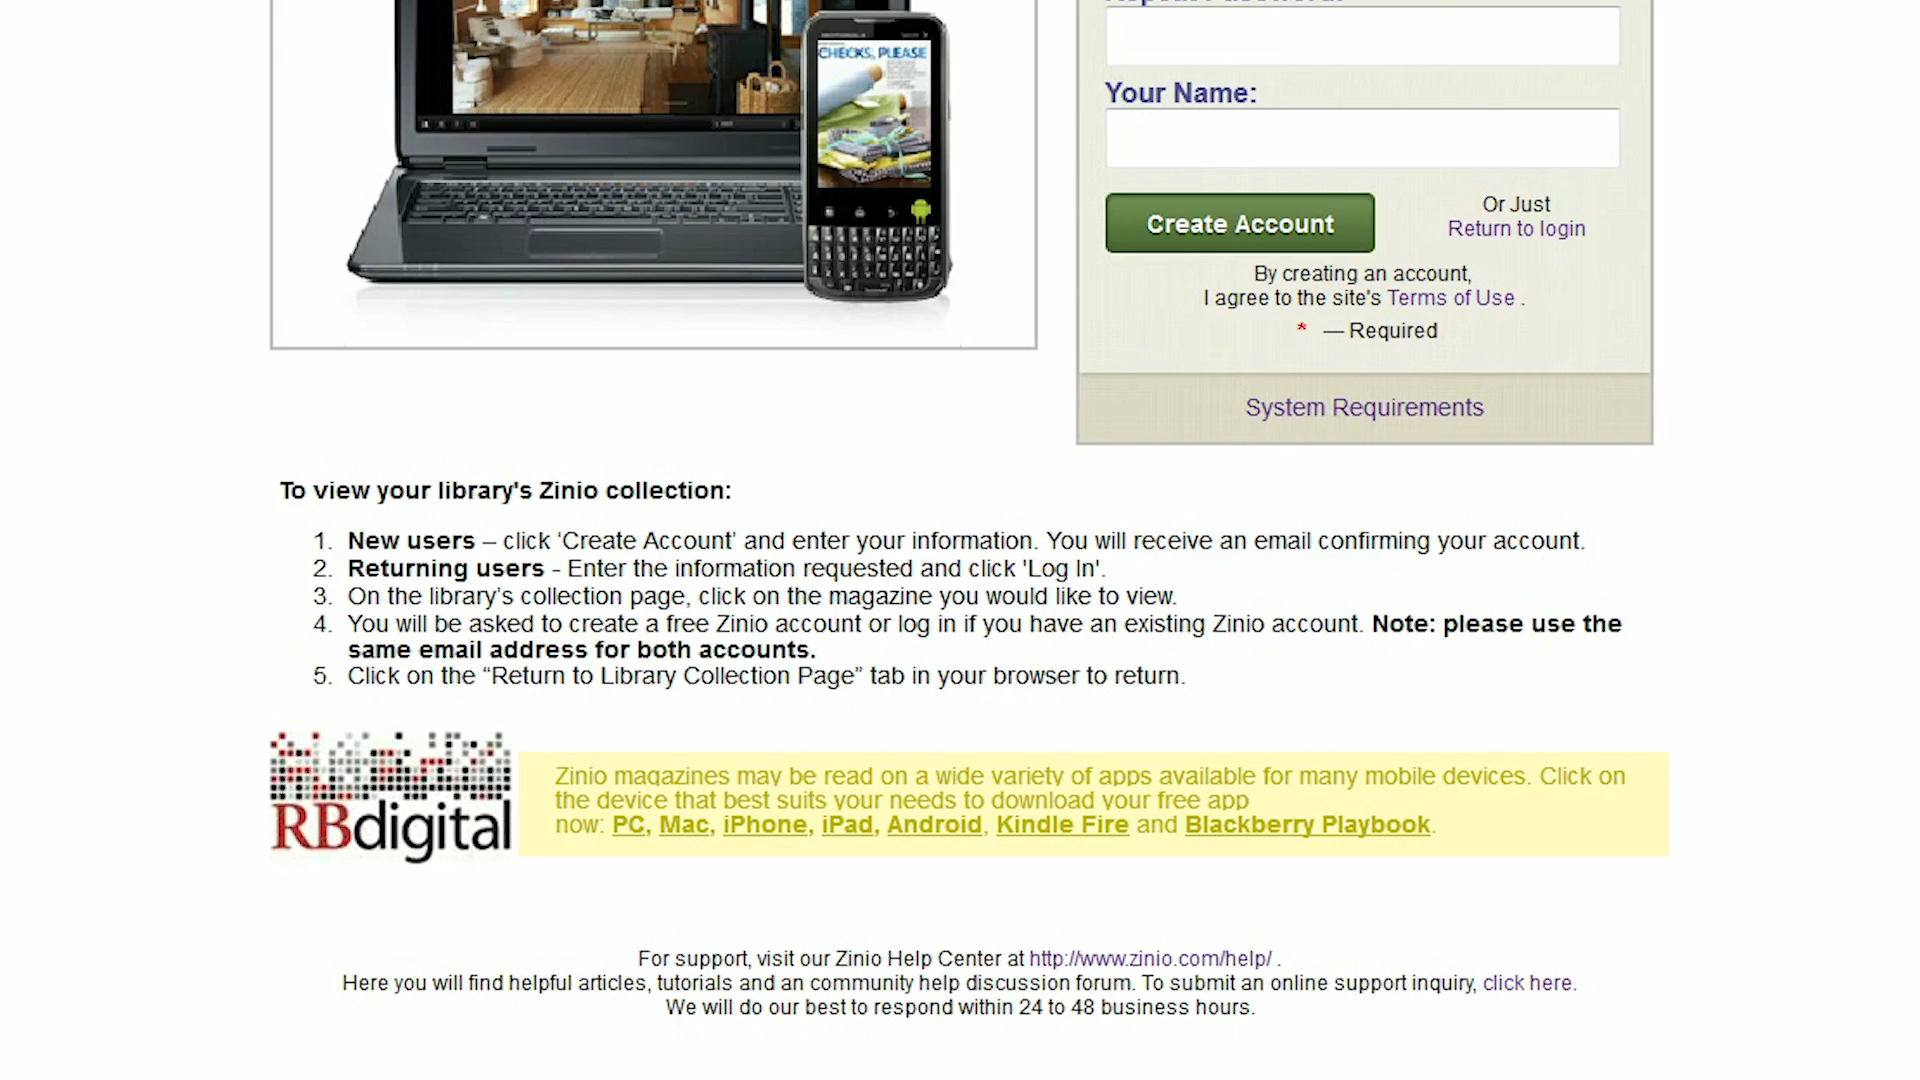 CHECKS, PLEASE
Your Name:
Create Account
Or Just
Return to login
By creating an account,
I agree to the site's Terms of Use .
* — Required
System Requirements
To view your library's Zinio collection:
1. New users – click ‘Create Account’ and enter your information. You will receive an email confirming your account.
2. Returning users - Enter the information requested and click 'Log In'.
3. On the library’s collection page, click on the magazine you would like to view.
4. You will be asked to create a free Zinio account or log in if you have an existing Zinio account. Note: please use the
same email address for both accounts.
5. Click on the “Return to Library Collection Page” tab in your browser to return.
RBdigital
Zinio magazines may be read on a wide variety of apps available for many mobile devices. Click on
the device that best suits your needs to download your free app
now: PC, Mac, iPhone, iPad, Android, Kindle Fire and Blackberry Playbook.
For support, visit our Zinio Help Center at http://www.zinio.com/help/ .
Here you will find helpful articles, tutorials and an community help discussion forum. To submit an online support inquiry, click here.
We will do our best to respond within 24 to 48 business hours.